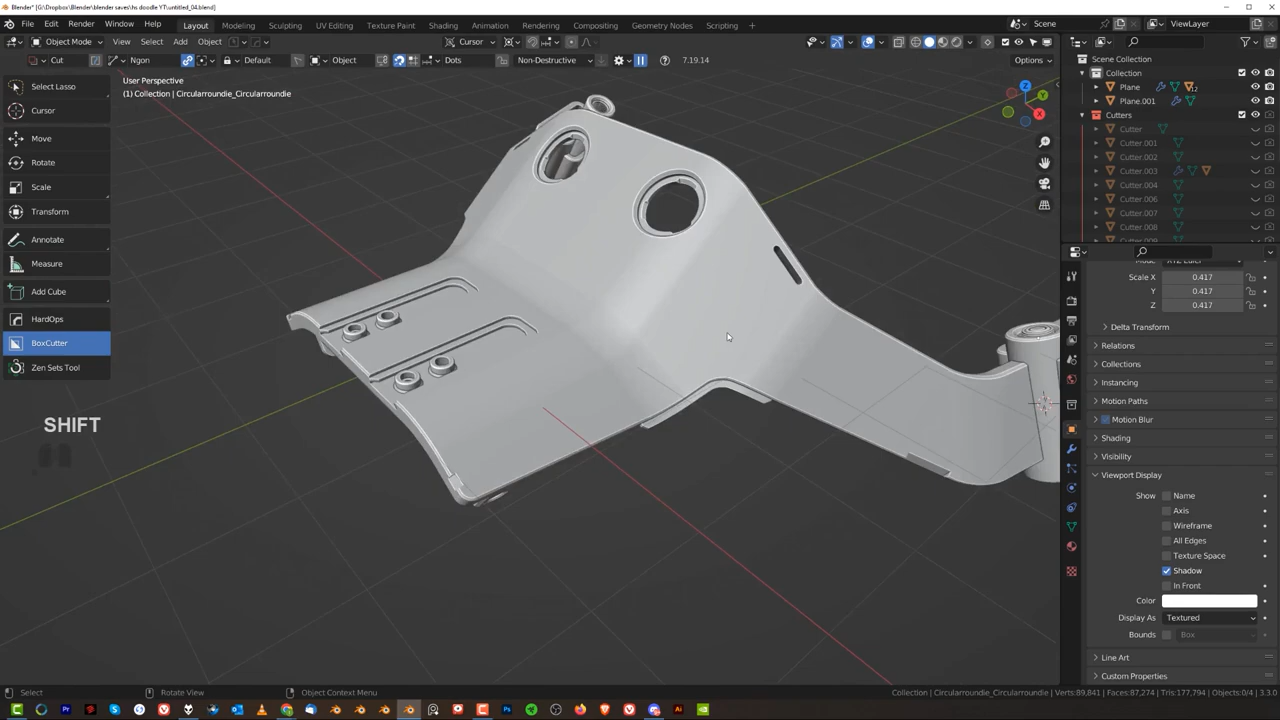 Blender* [G:\Dropbox\blender saves\hs doodle YT\untitled_04.blend]
File Edit Render Window Help Layout Modeling Sculpting UV Editing Texture Paint Shading Animation Rendering Compositing Geometry Nodes Scripting Scene ViewLayer
Object Mode View Select Add Object Cursor
Cut Ngon Default Object Dots Non-Destructive 7.19.14 Options
User Perspective
(1) Collection | Circularroundie_Circularroundie
Select Lasso
Cursor
Move
Rotate
Scale
Transform
Annotate
Measure
Add Cube
HardOps
BoxCutter
Zen Sets Tool
SHIFT
Z
Y
X
Scene Collection
Collection
Plane 12
Plane.001
Cutters
Cutter
Cutter.001
Cutter.002
Cutter.003
Cutter.004
Cutter.006
Cutter.007
Cutter.008
Cutter.009
Mode XYZ Euler
Scale X 0.417
Y 0.417
Z 0.417
Delta Transform
Relations
Collections
Instancing
Motion Paths
Motion Blur
Shading
Visibility
Viewport Display
Show Name
Axis
Wireframe
All Edges
Texture Space
Shadow
In Front
Color
Display As Textured
Bounds Box
Line Art
Custom Properties
Select Rotate View Object Context Menu Collection | Circularroundie_Circularroundie | Verts:89,841 | Faces:87,274 | Tris:177,794 | Objects:0/4 | 3.3.0